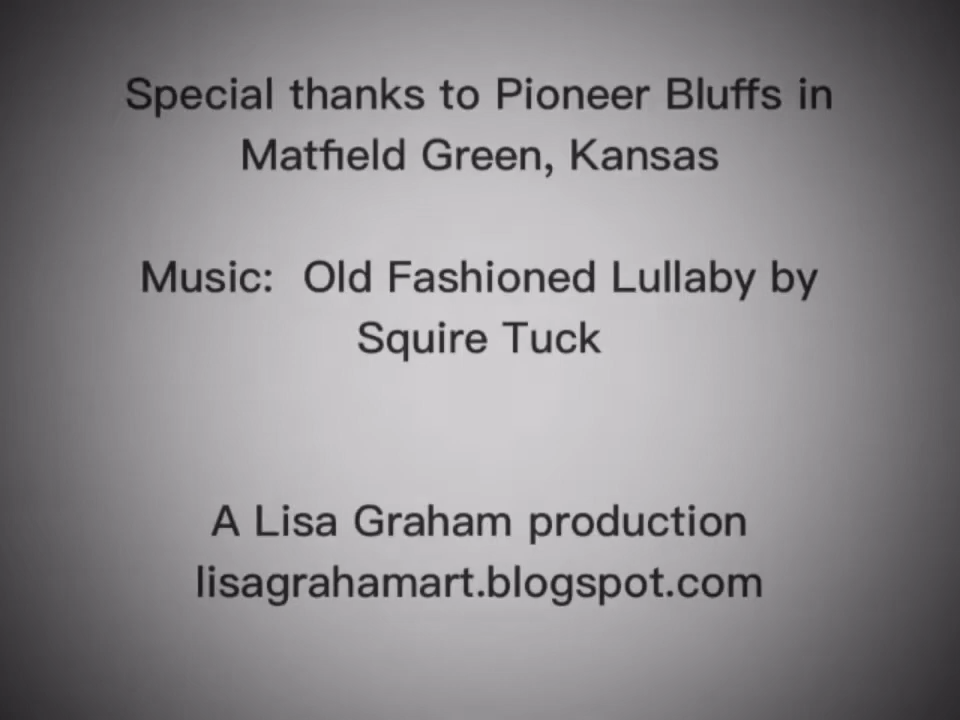 Special thanks to Pioneer Bluffs in
Matfield Green, Kansas
Music:  Old Fashioned Lullaby by
Squire Tuck
A Lisa Graham production
lisagrahamart.blogspot.com